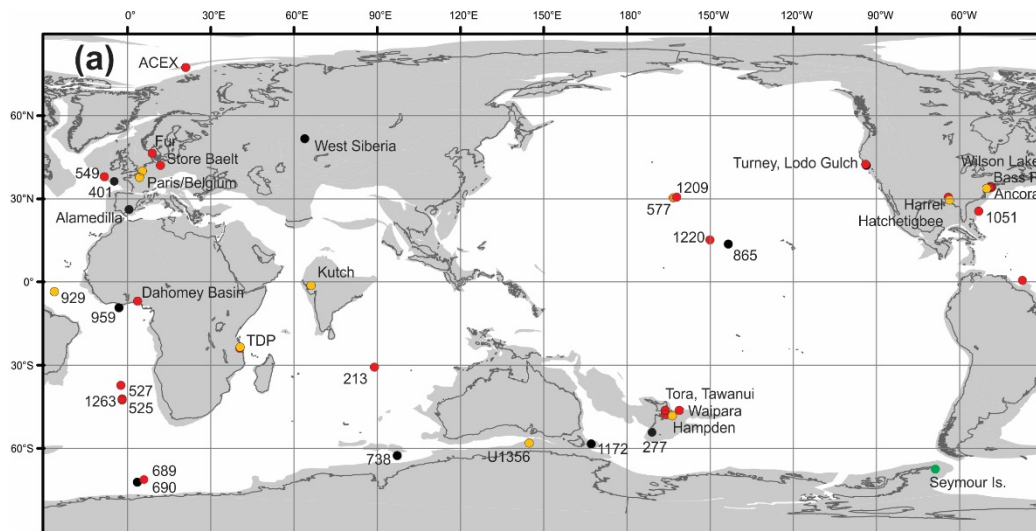 0° 30°E 60°E 90°E 120°E 150°E 180° 150°W 120°W 90°W 60°W
(a)
ACEX
60°N
Fur
Store Baelt
West Siberia
549
401
Paris/Belgium
Turney, Lodo Gulch
Wilson Lake
Bass R
Ancora
30°N
Alamedilla
1209
577
Harrel
Hatchetigbee
1051
1220
865
Kutch
0°
929
Dahomey Basin
959
TDP
30°S
213
527
1263
525
Tora, Tawanui
Waipara
Hampden
60°S
738
U1356
1172
277
689
690
Seymour Is.